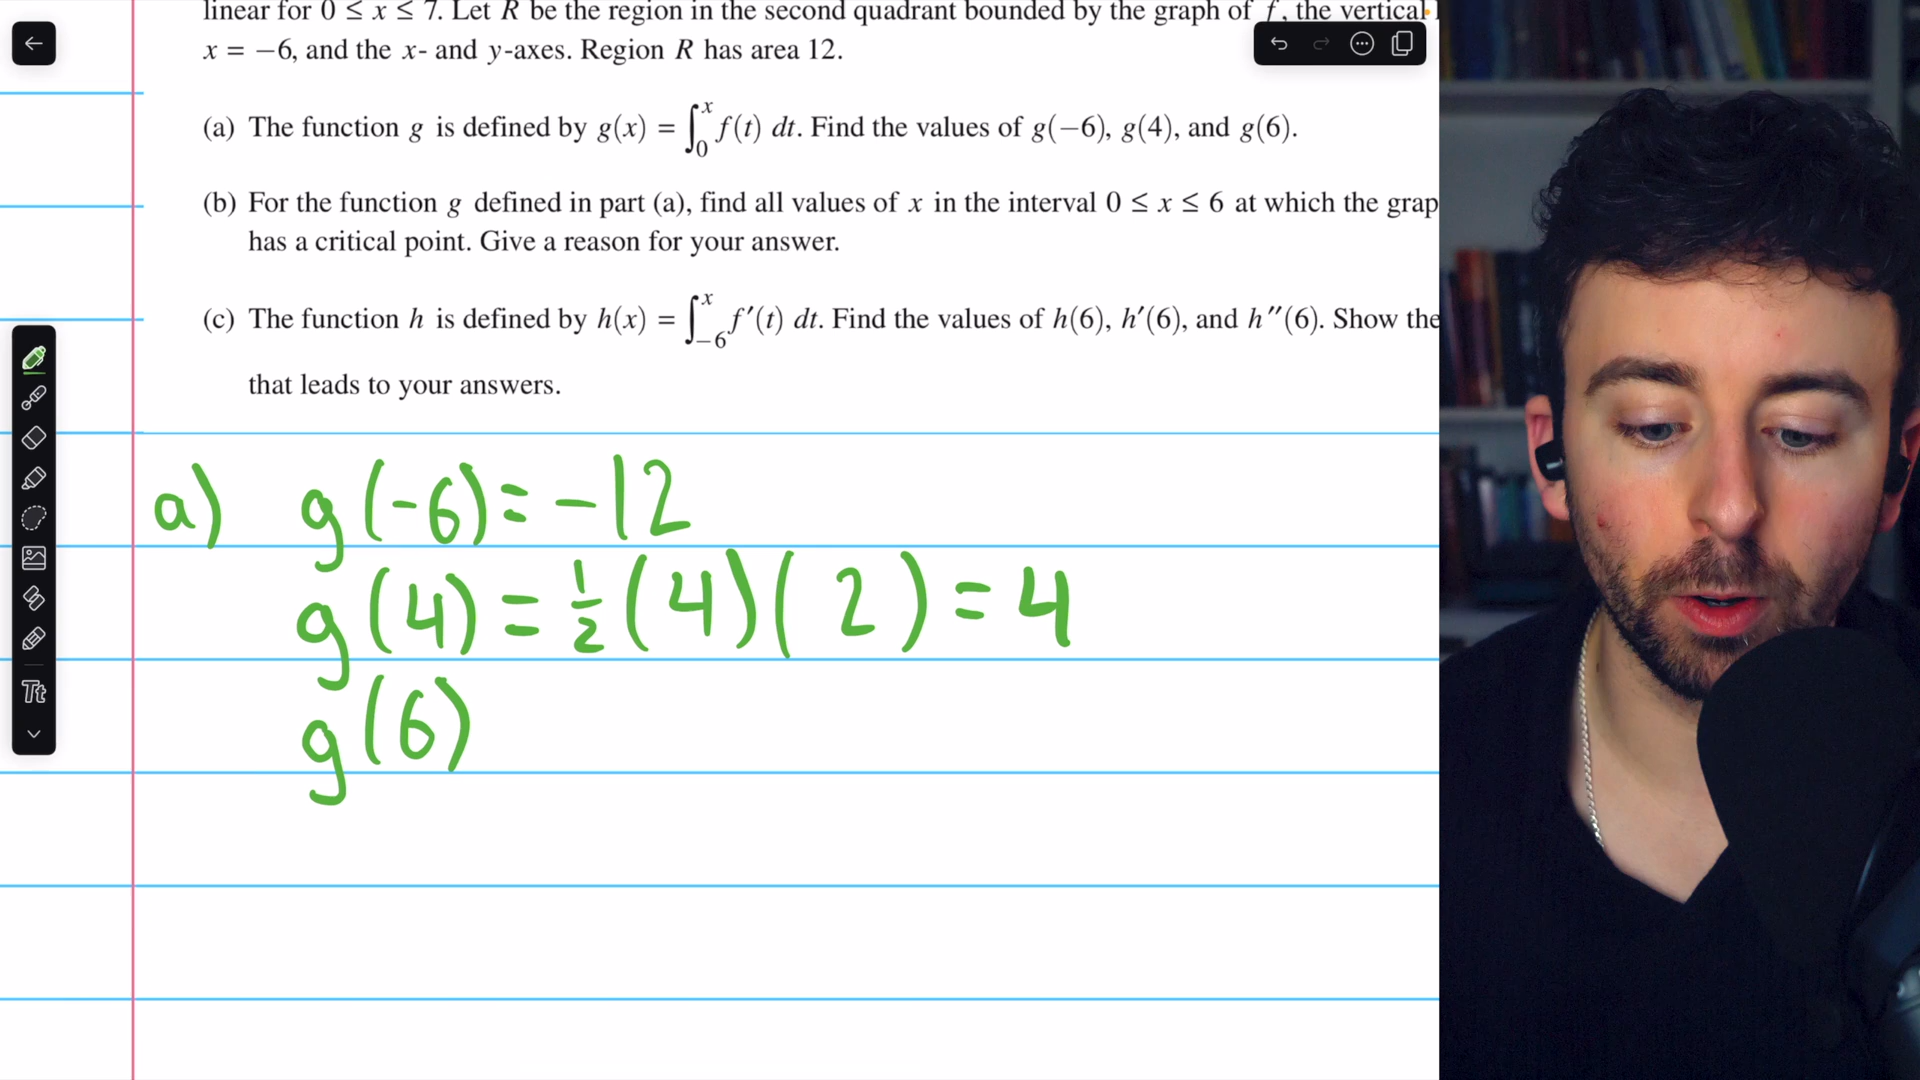 linear for 0 ≤ x ≤ 7. Let R be the region in the second quadrant bounded by the graph of f, the vertical
x = −6, and the x- and y-axes. Region R has area 12.
(a) The function g is defined by g(x) = ∫₀ˣ f(t) dt. Find the values of g(−6), g(4), and g(6).
(b) For the function g defined in part (a), find all values of x in the interval 0 ≤ x ≤ 6 at which the grap
has a critical point. Give a reason for your answer.
(c) The function h is defined by h(x) = ∫₋₆ˣ f′(t) dt. Find the values of h(6), h′(6), and h″(6). Show the
that leads to your answers.
a) g(-6) = -12
g(4) = ½(4)(2) = 4
g(6)
Tt